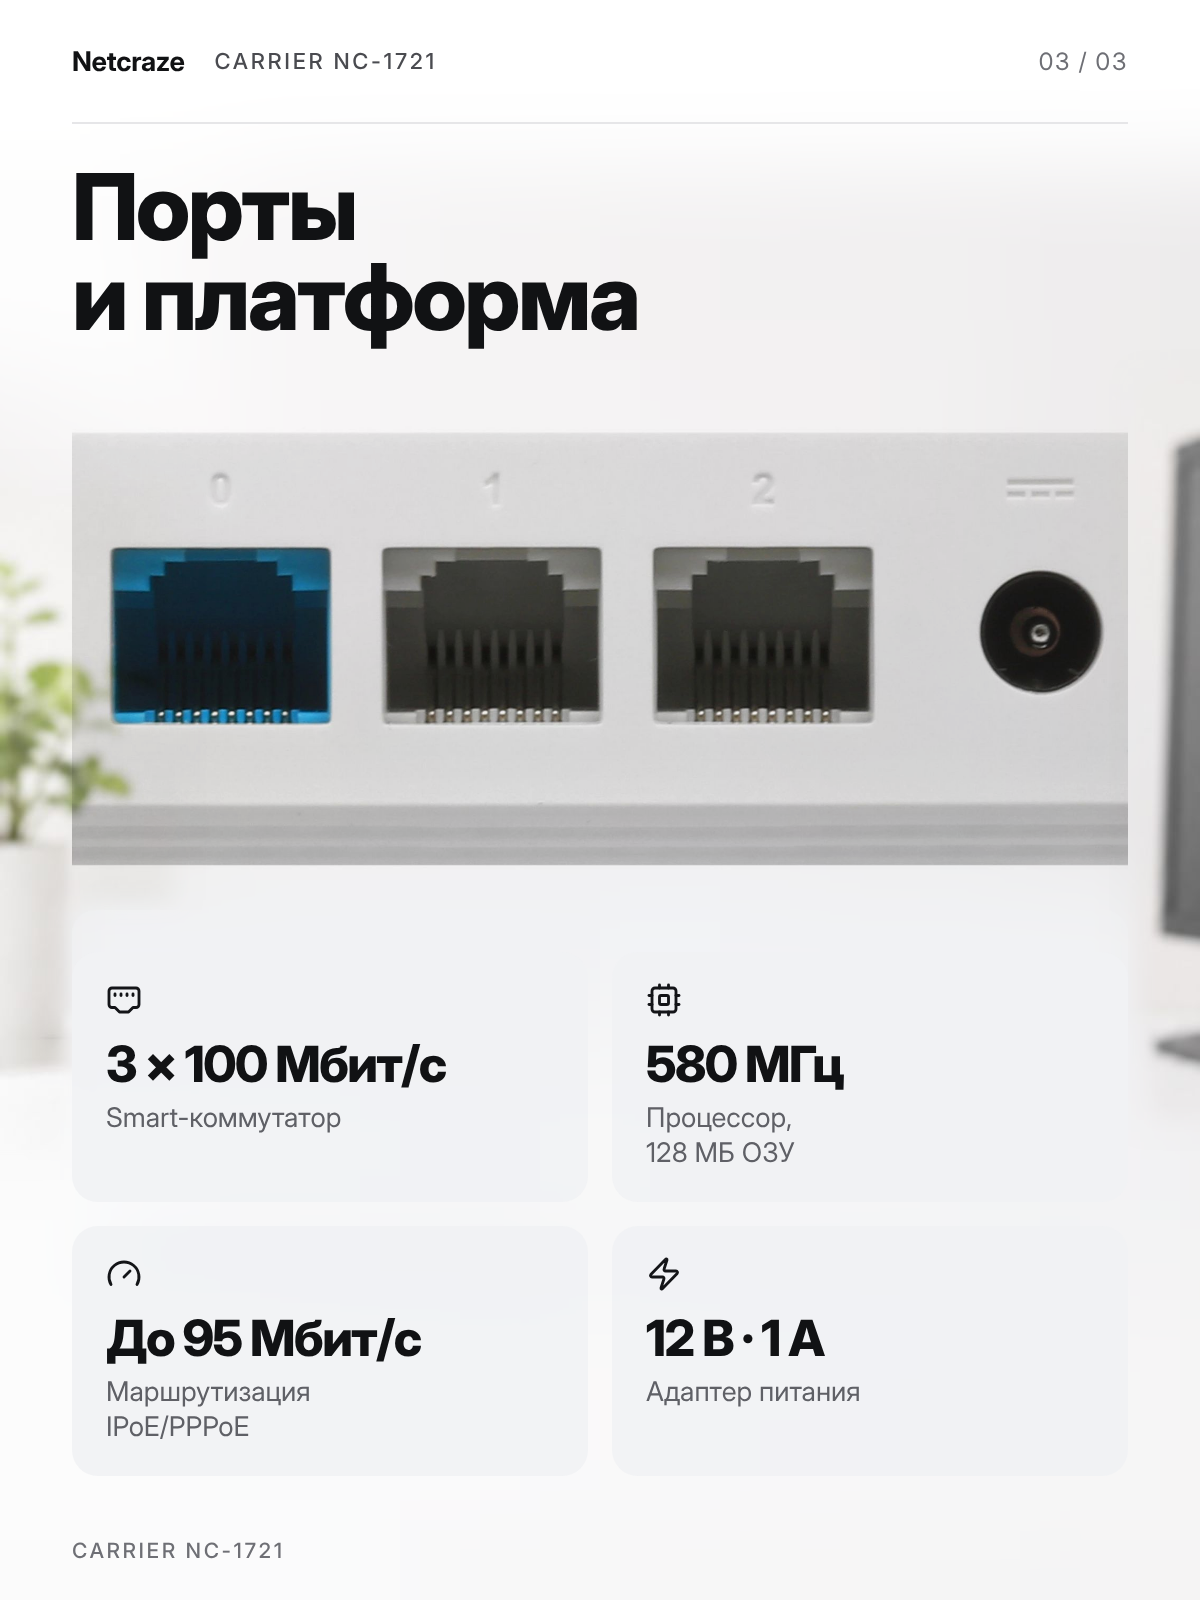 Netcraze CARRIER NC-1721 03 / 03
Порты
и платформа
0 1 2
3 × 100 Мбит/с
Smart-коммутатор
580 МГц
Процессор,
128 МБ ОЗУ
До 95 Мбит/с
Маршрутизация
IPoE/PPPoE
12 В · 1 А
Адаптер питания
CARRIER NC-1721